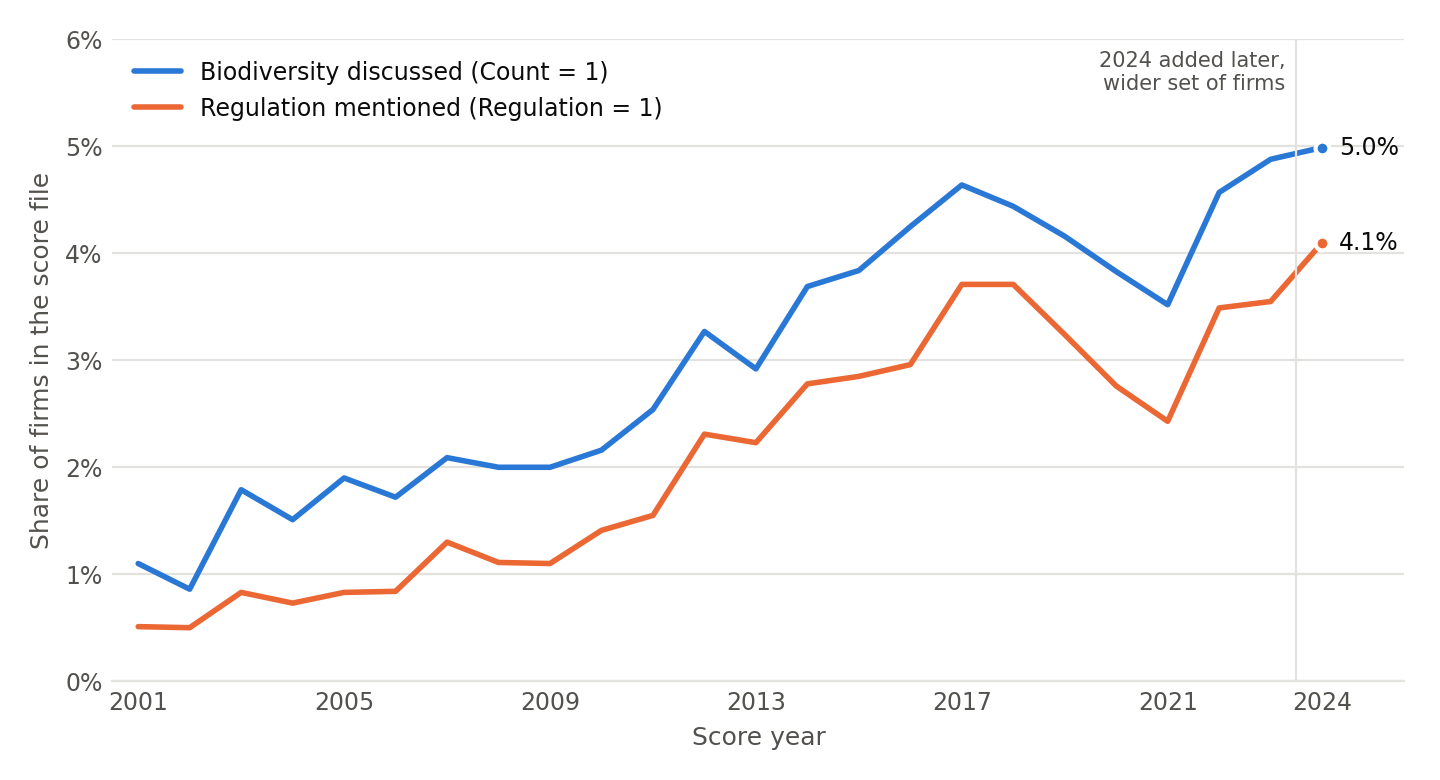 Biodiversity discussed (Count = 1)
Regulation mentioned (Regulation = 1)
2024 added later,
wider set of firms
6%
5%
4%
3%
2%
1%
0%
Share of firms in the score file
5.0%
4.1%
2001
2005
2009
2013
2017
2021
2024
Score year